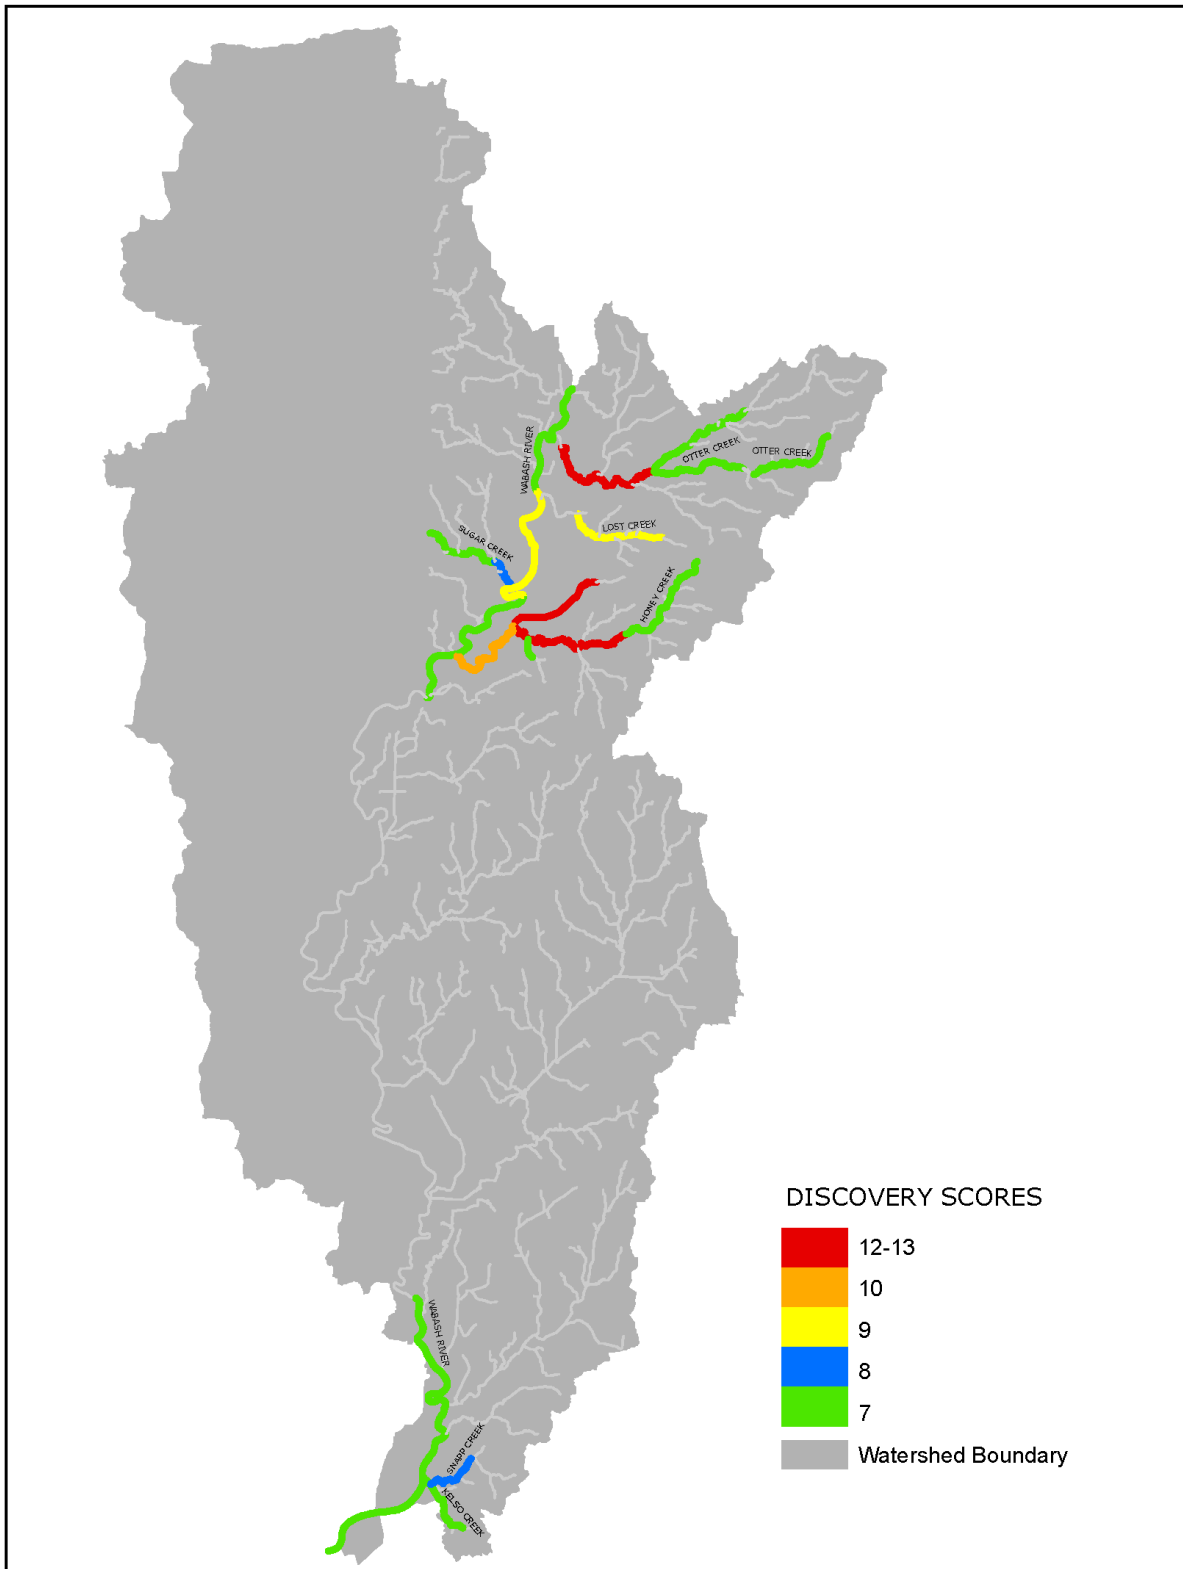 WABASH RIVER
OTTER CREEK
OTTER CREEK
LOST CREEK
SUGAR CREEK
HONEY CREEK
DISCOVERY SCORES
12-13
10
9
8
7
Watershed Boundary
WABASH RIVER
SNAPP CREEK
KELSO CREEK